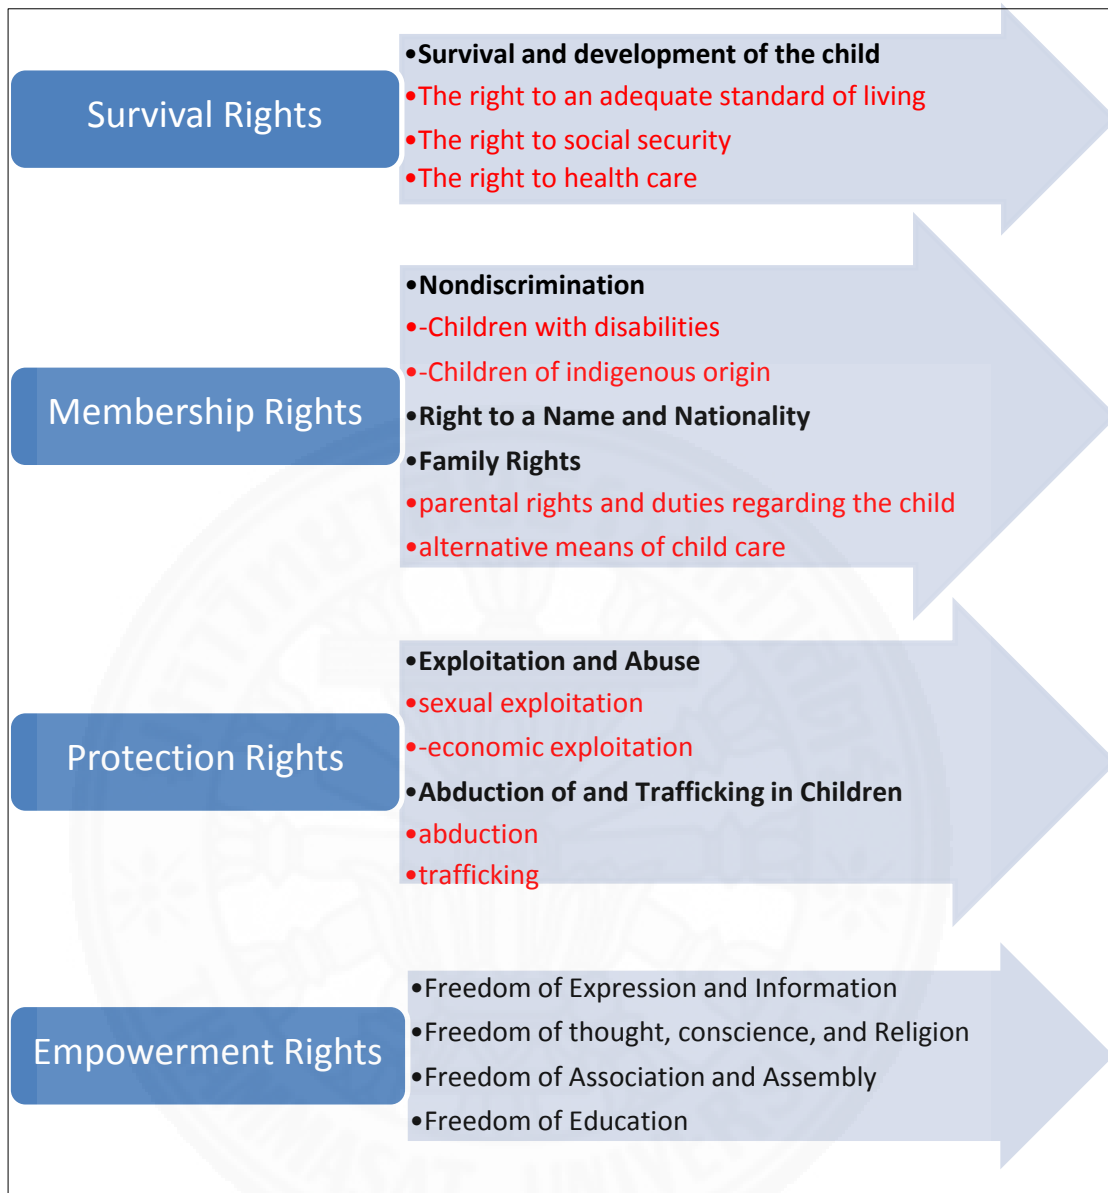 Survival Rights
•Survival and development of the child
•The right to an adequate standard of living
•The right to social security
•The right to health care
Membership Rights
•Nondiscrimination
•-Children with disabilities
•-Children of indigenous origin
•Right to a Name and Nationality
•Family Rights
•parental rights and duties regarding the child
•alternative means of child care
Protection Rights
•Exploitation and Abuse
•sexual exploitation
•-economic exploitation
•Abduction of and Trafficking in Children
•abduction
•trafficking
Empowerment Rights
•Freedom of Expression and Information
•Freedom of thought, conscience, and Religion
•Freedom of Association and Assembly
•Freedom of Education